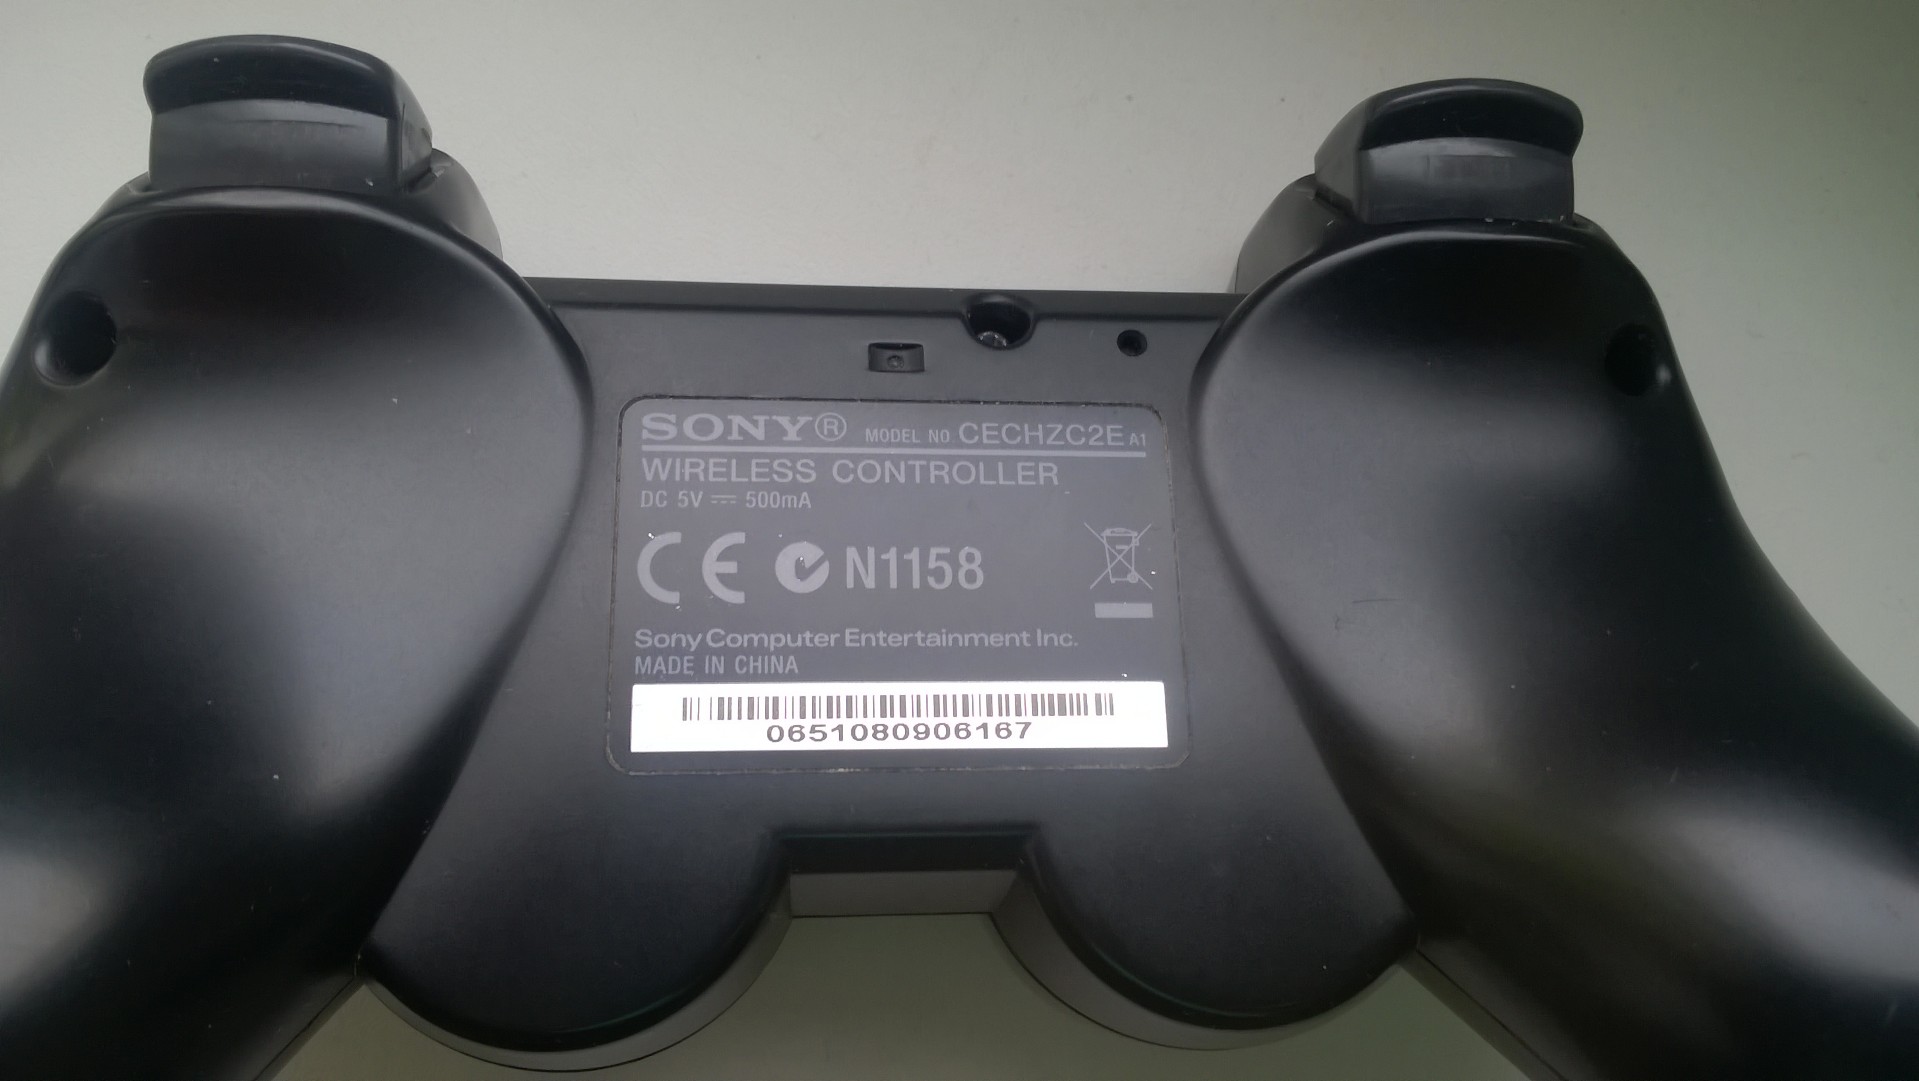 SONY® MODEL NO CECHZC2E A1
WIRELESS CONTROLLER
DC 5V ⎓ 500mA
CE N1158
Sony Computer Entertainment Inc.
MADE IN CHINA
0651080906167